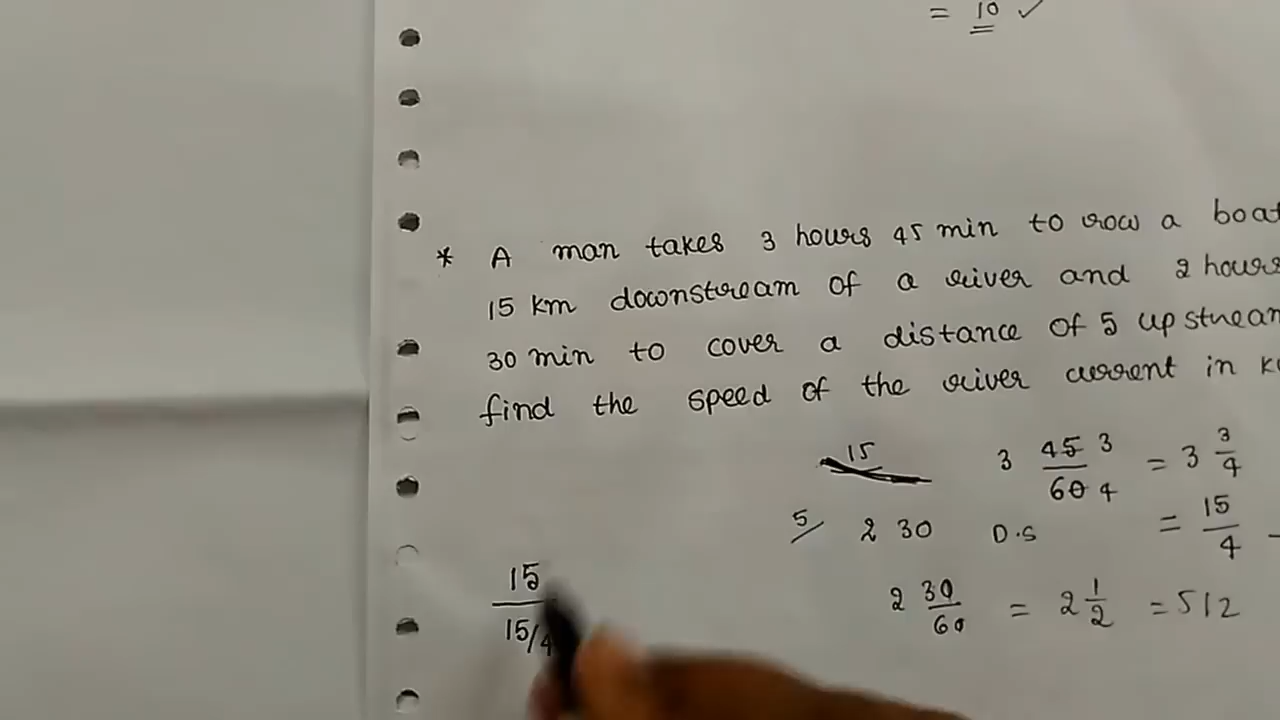 = 10 ✓
* A man takes 3 hours 45 min to row a boat
15 km downstream of a river and 2 hours
30 min to cover a distance of 5 upstream
find the speed of the river current in
15 3 45/60 3 4 = 3 3/4
5/ 2 30 D.S = 15/4
15 / 15/4 2 30/60 = 2 1/2 = 512